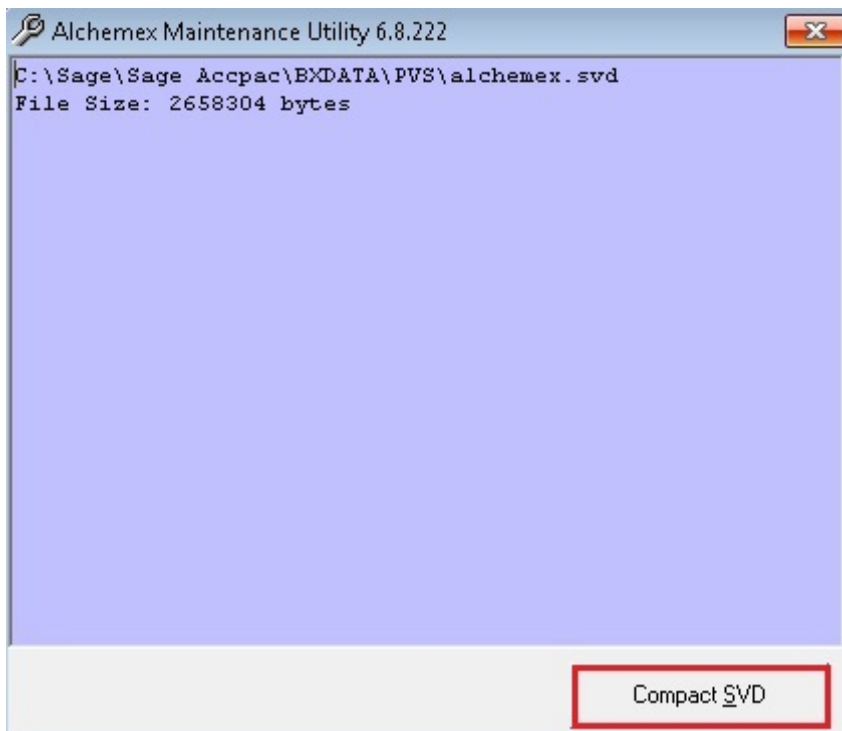 Alchemex Maintenance Utility 6.8.222
C:\Sage\Sage Accpac\BXDATA\PVS\alchemex.svd
File Size: 2658304 bytes
Compact SVD